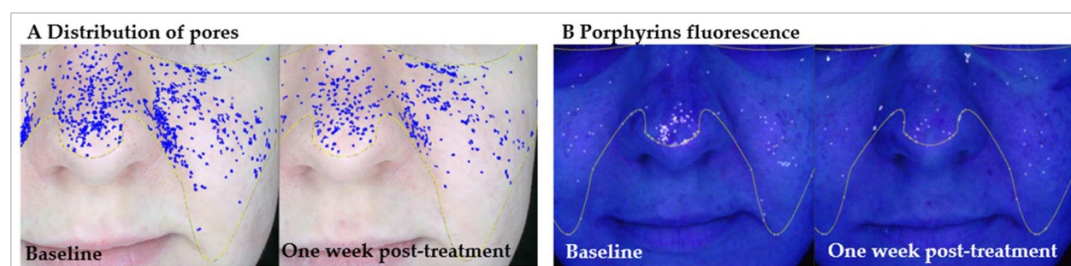 A Distribution of pores
B Porphyrins fluorescence
Baseline
One week post-treatment
Baseline
One week post-treatment